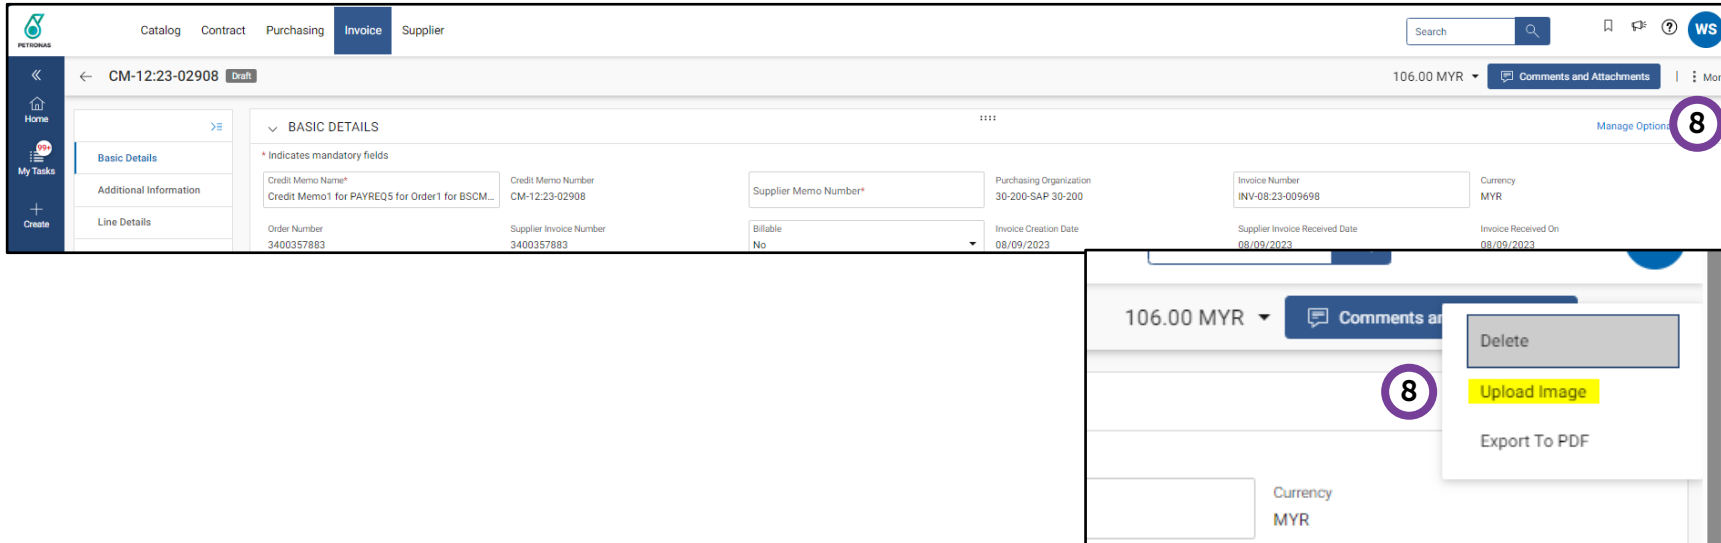 PETRONAS
Catalog Contract Purchasing Invoice Supplier
Search
WS
CM-12:23-02908 Draft
106.00 MYR Comments and Attachments
Home
99+
My Tasks
Create
Basic Details
Additional Information
Line Details
BASIC DETAILS
Manage Optiona
8
* Indicates mandatory fields
Credit Memo Name*
Credit Memo1 for PAYREQ5 for Order1 for BSCM...
Credit Memo Number
CM-12:23-02908
Supplier Memo Number*
Purchasing Organization
30-200-SAP 30-200
Invoice Number
INV-08:23-009698
Currency
MYR
Order Number
3400357883
Supplier Invoice Number
3400357883
Billable
No
Invoice Creation Date
08/09/2023
Supplier Invoice Received Date
08/09/2023
Invoice Received On
08/09/2023
106.00 MYR Comments a
Delete
8
Upload Image
Export To PDF
Currency
MYR